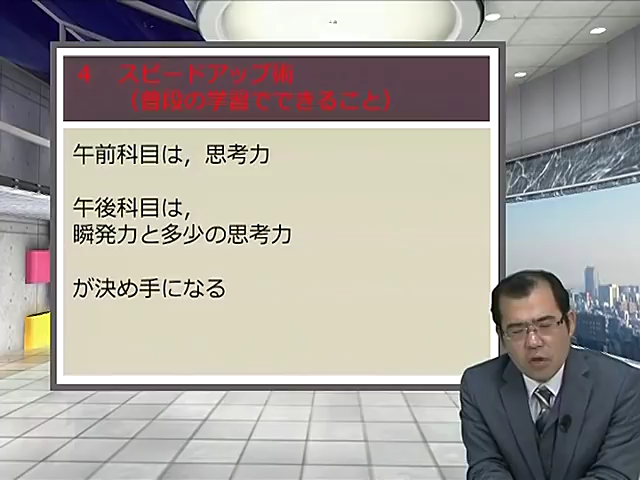 ４　スピードアップ術
（普段の学習でできること）
午前科目は，思考力
午後科目は，
瞬発力と多少の思考力
が決め手になる